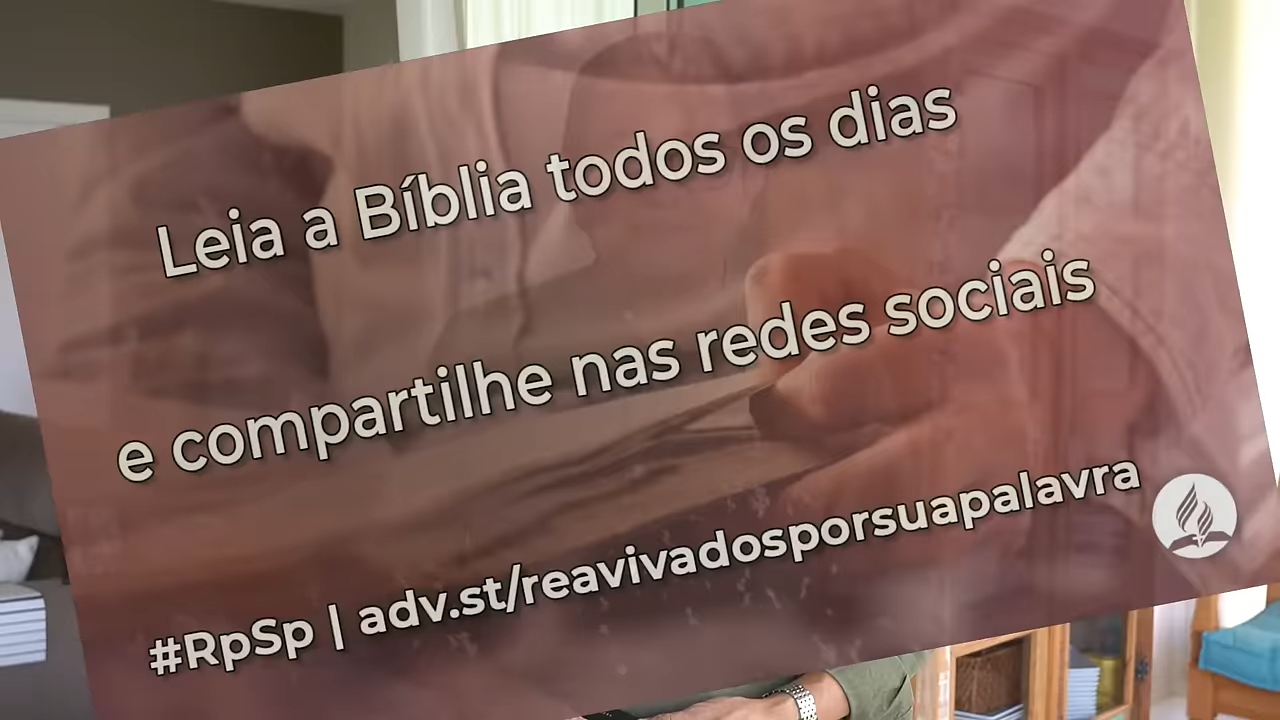 Leia a Bíblia todos os dias
e compartilhe nas redes sociais
#RpSp | adv.st/reavivadosporsuapalavra